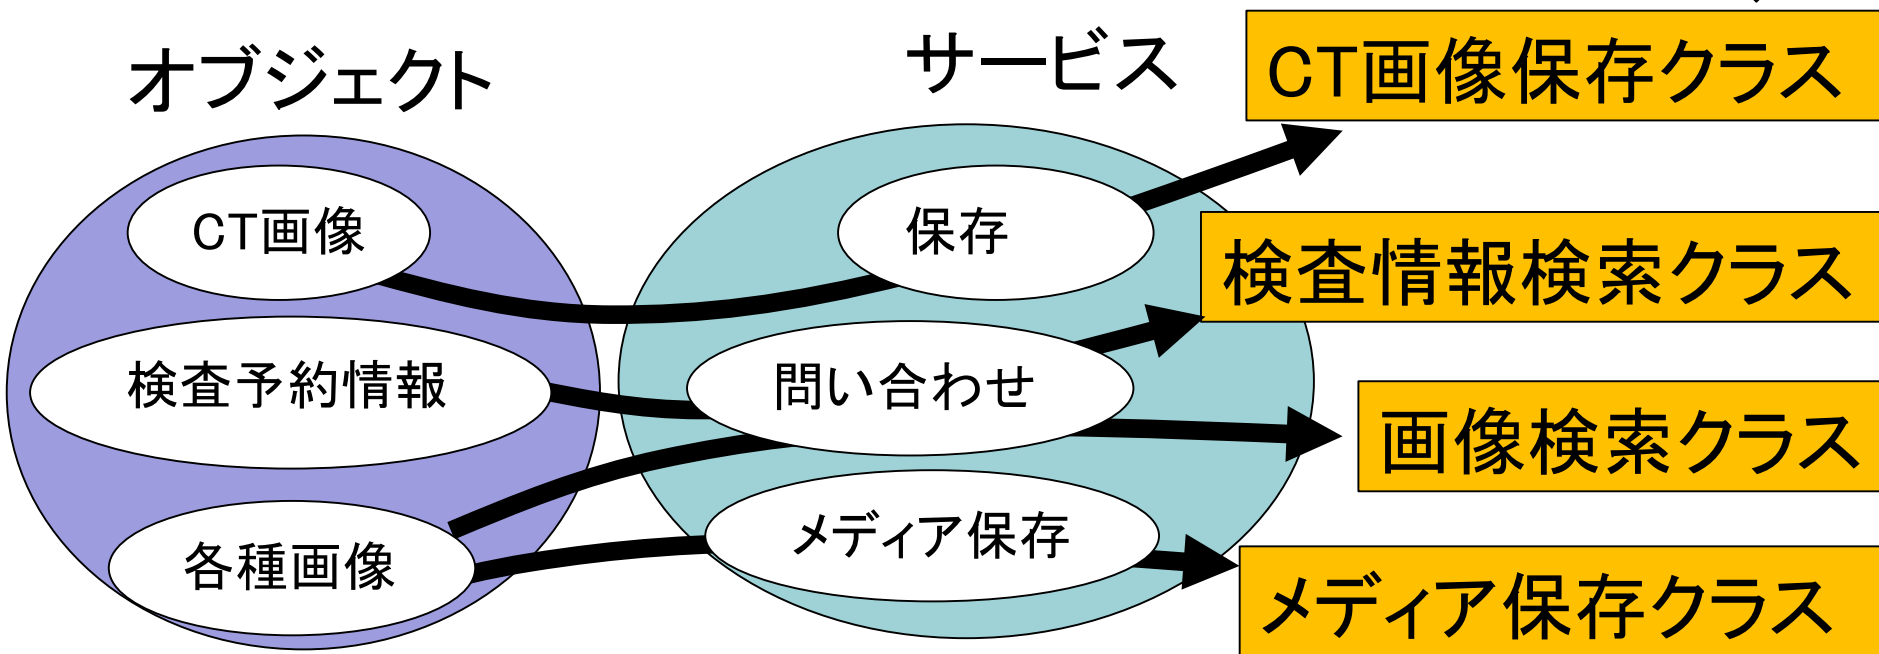 オブジェクト
サービス
CT画像保存クラス
CT画像
保存
検査情報検索クラス
検査予約情報
問い合わせ
画像検索クラス
各種画像
メディア保存
メディア保存クラス